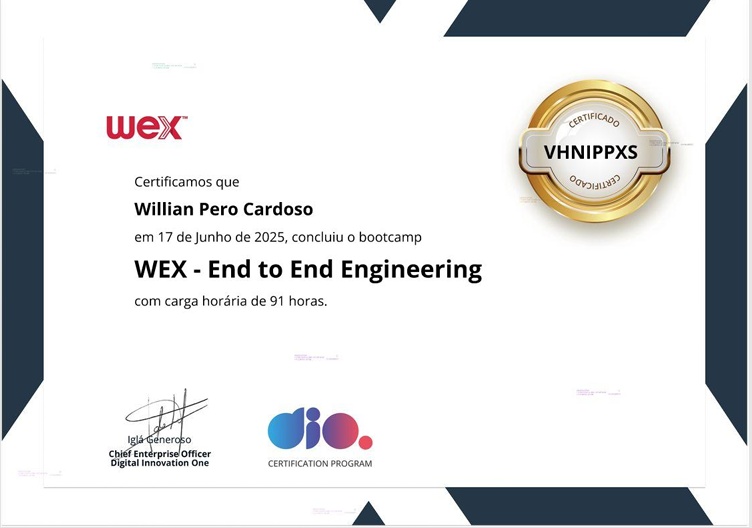 wex™
CERTIFICADO
VHNIPPXS
CERTIFICADO
Certificamos que
Willian Pero Cardoso
em 17 de Junho de 2025, concluiu o bootcamp
WEX - End to End Engineering
com carga horária de 91 horas.
Iglá Generoso
Chief Enterprise Officer
Digital Innovation One
dio.
CERTIFICATION PROGRAM